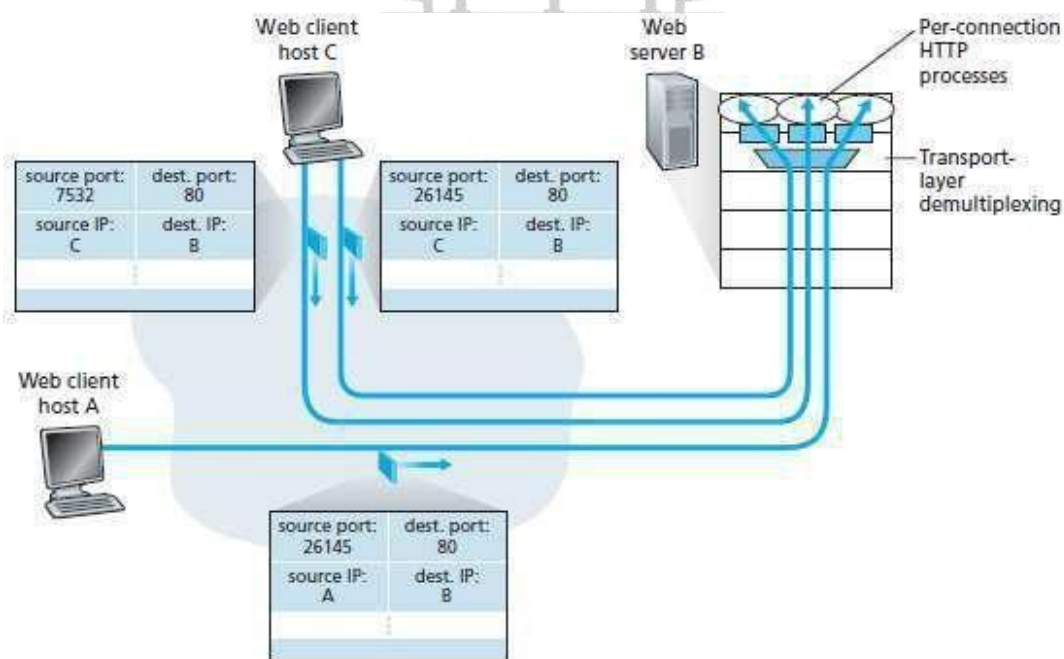 Web client
host C
Web
server B
Per-connection
HTTP
processes
Transport-
layer
demultiplexing
source port:
7532
dest. port:
80
source IP:
C
dest. IP:
B
source port:
26145
dest. port:
80
source IP:
C
dest. IP:
B
Web client
host A
source port:
26145
dest. port:
80
source IP:
A
dest. IP:
B